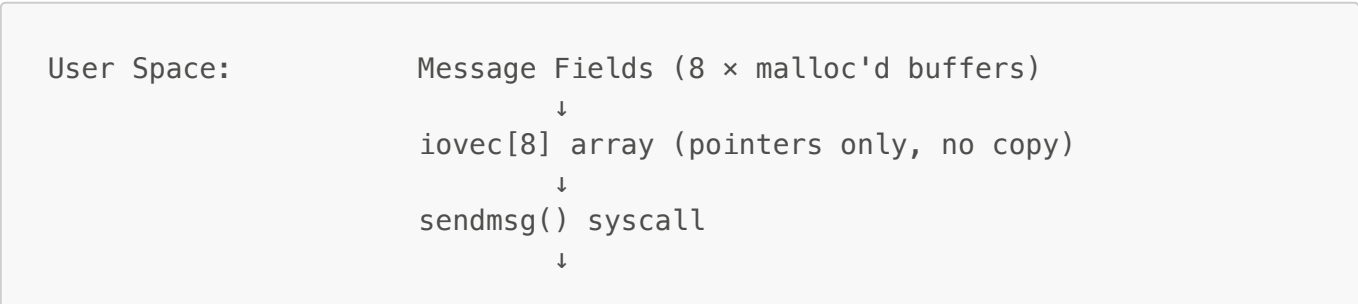 User Space: Message Fields (8 × malloc'd buffers)
↓
iovec[8] array (pointers only, no copy)
↓
sendmsg() syscall
↓